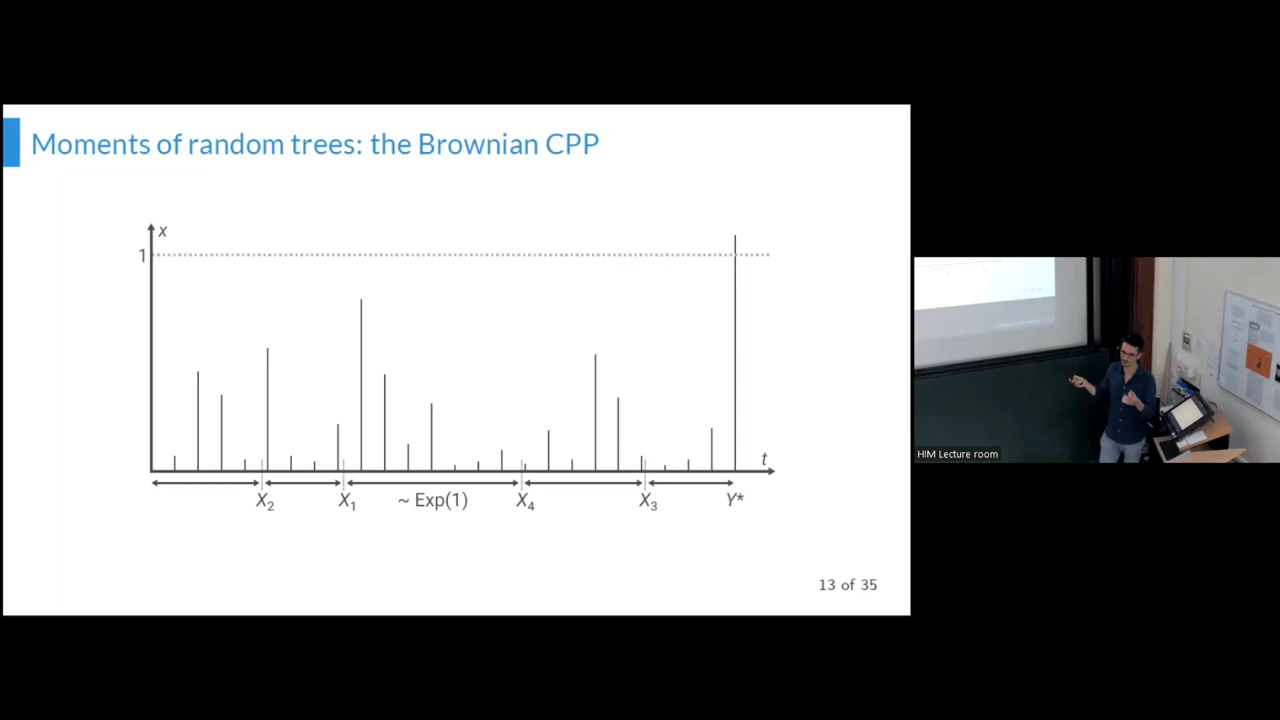 Moments of random trees: the Brownian CPP
x
1
t
X₂ X₁ ~ Exp(1) X₄ X₃ Y*
13 of 35
HIM Lecture room